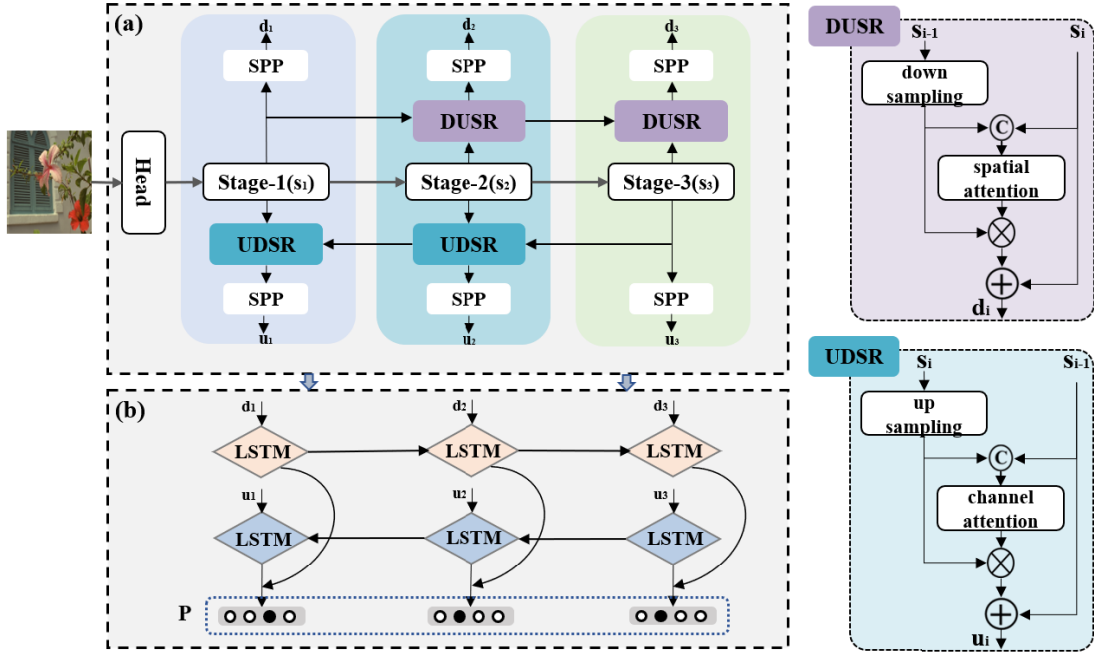 (a)
d₁
d₂
d₃
SPP
SPP
SPP
DUSR
DUSR
Head
Stage-1(s₁)
Stage-2(s₂)
Stage-3(s₃)
UDSR
UDSR
SPP
SPP
SPP
u₁
u₂
u₃
(b)
d₁
d₂
d₃
LSTM
LSTM
LSTM
u₁
u₂
u₃
LSTM
LSTM
LSTM
P
DUSR
sᵢ₋₁
sᵢ
down
sampling
C
spatial
attention
dᵢ
UDSR
sᵢ
sᵢ₋₁
up
sampling
C
channel
attention
uᵢ